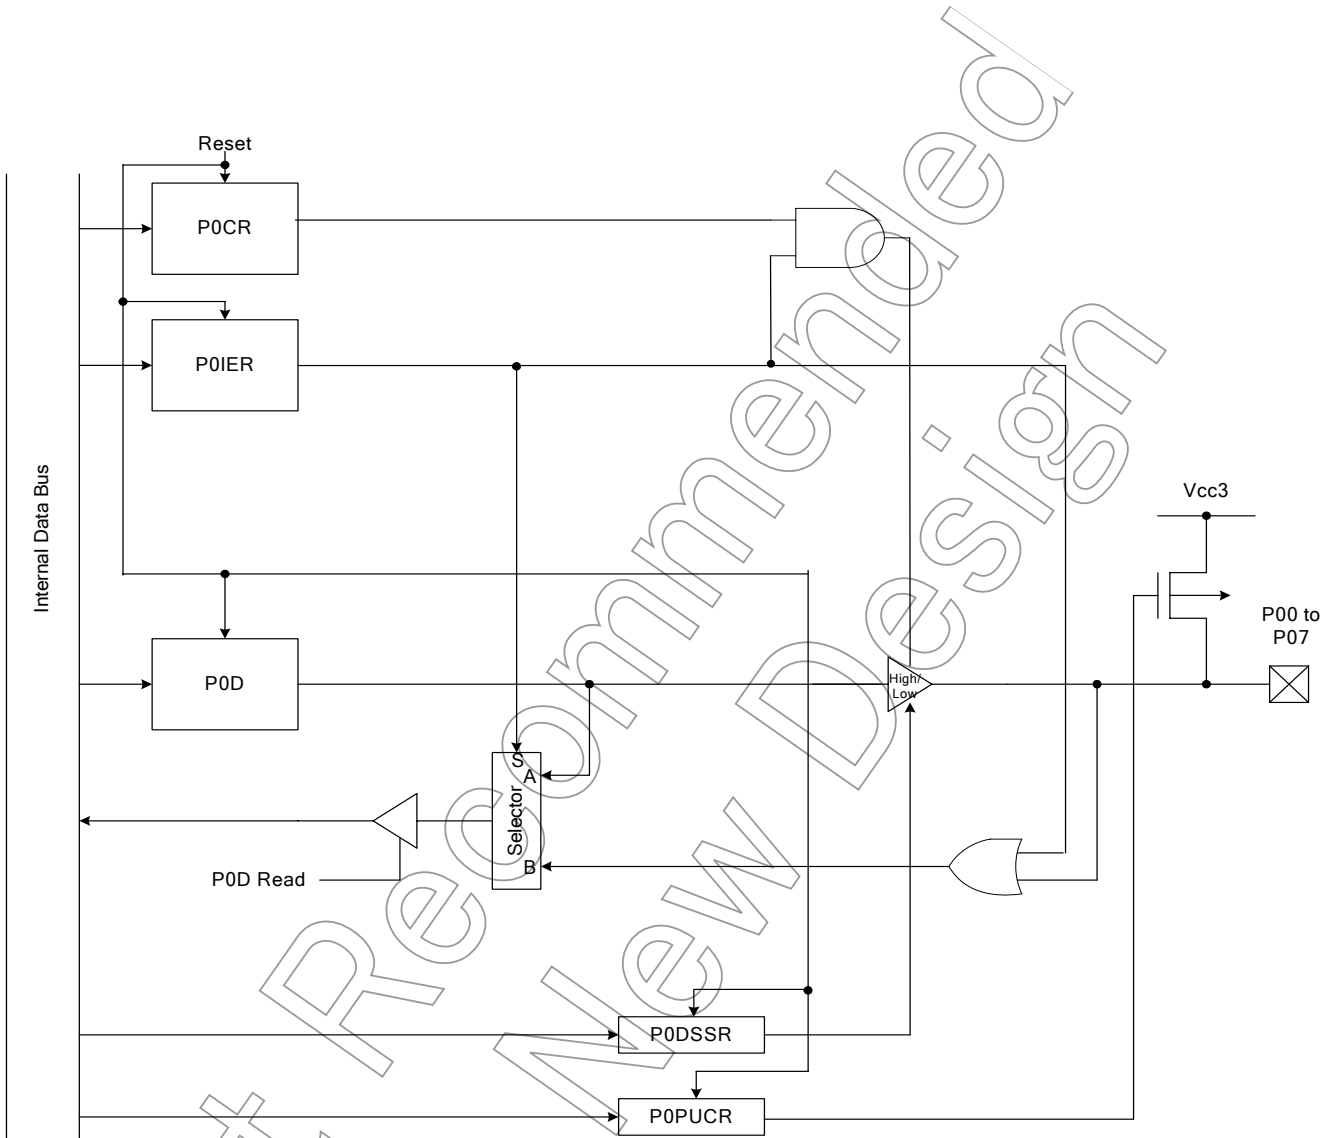 Reset
P0CR
P0IER
Internal Data Bus
Vcc3
P00 to
P07
P0D
High/
Low
S
A
Selector
B
P0D Read
P0DSSR
P0PUCR
t Recommended
New Design